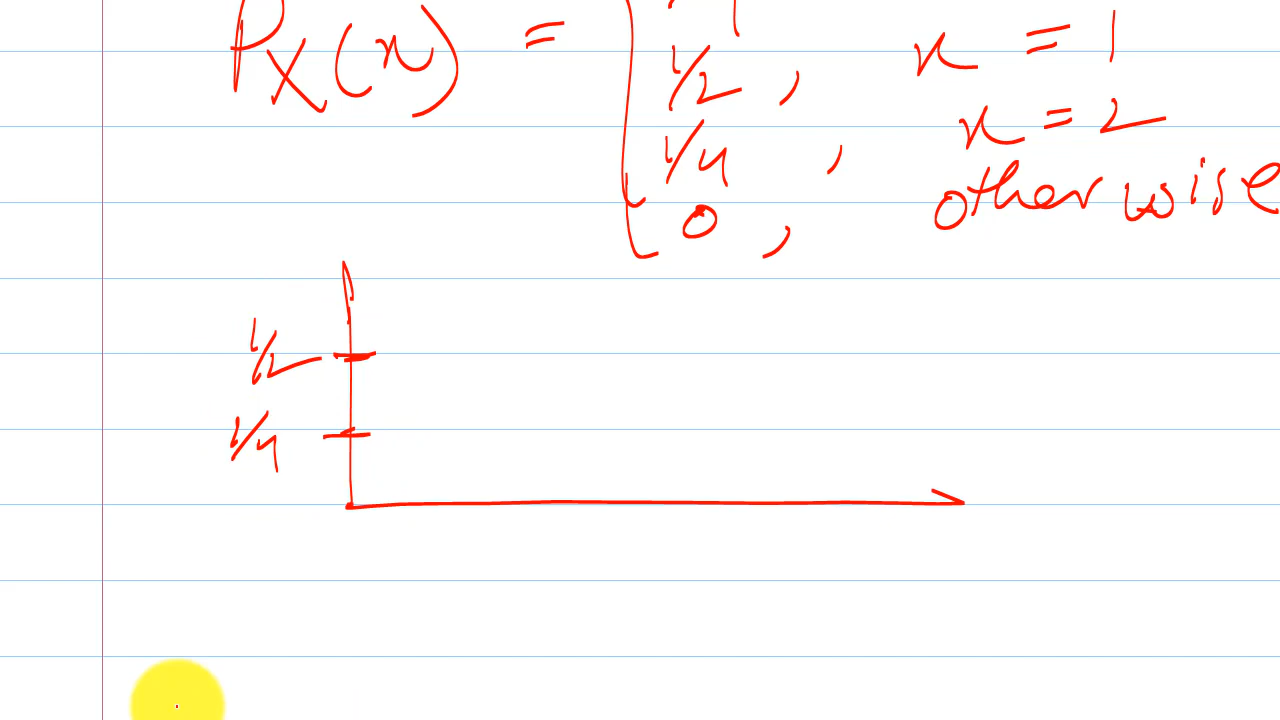 P_X(x) =
1/2 , x = 1
1/4 , x = 2
0 , otherwise
1/2
1/4